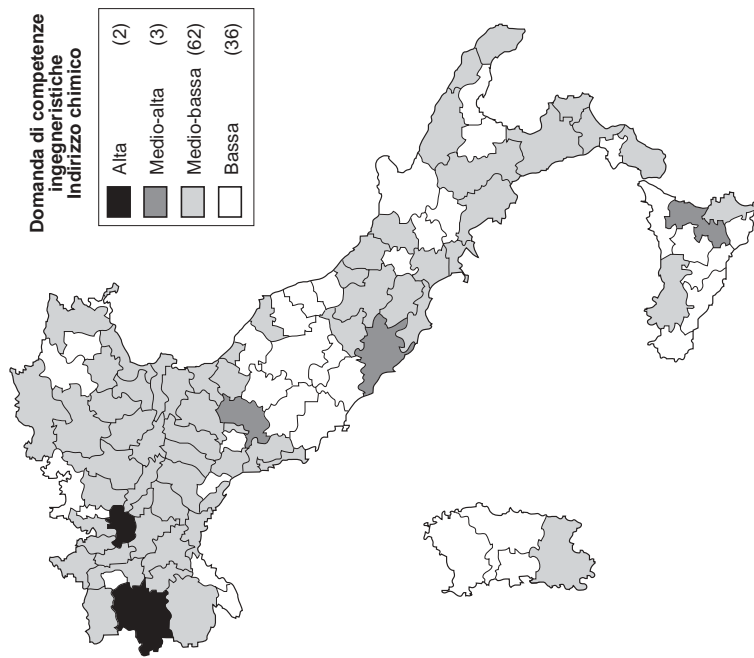 Domanda di competenze
ingegneristiche
Indirizzo chimico
Alta (2)
Medio-alta (3)
Medio-bassa (62)
Bassa (36)